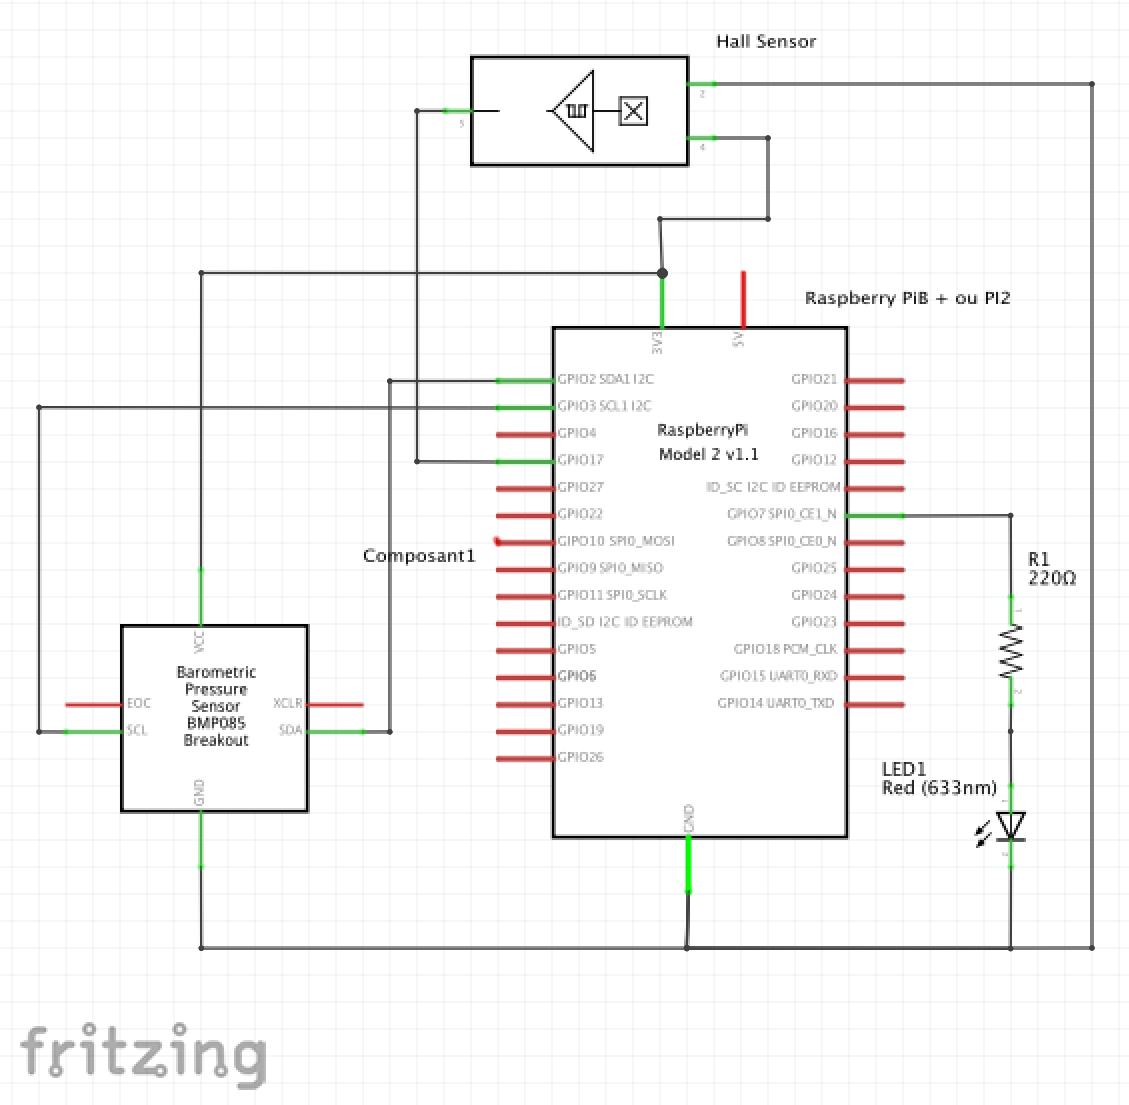 Hall Sensor
2
4
Raspberry PiB + ou PI2
3V3
5V
GPIO2 SDA1 I2C
GPIO21
GPIO3 SCL1 I2C
GPIO20
GPIO4
GPIO16
RaspberryPi
Model 2 v1.1
GPIO17
GPIO12
GPIO27
ID_SC I2C ID EEPROM
GPIO22
GPIO7 SPI0_CE1_N
GIPO10 SPI0_MOSI
GPIO8 SPI0_CE0_N
Composant1
GPIO9 SPI0_MISO
GPIO25
GPIO11 SPI0_SCLK
GPIO24
ID_SD I2C ID EEPROM
GPIO23
GPIO5
GPIO18 PCM_CLK
GPIO6
GPIO15 UART0_RXD
GPIO13
GPIO14 UART0_TXD
GPIO19
GPIO26
GND
R1
220Ω
1
2
VCC
Barometric
Pressure
Sensor
BMP085
Breakout
EOC
XCLR
SCL
SDA
GND
LED1
Red (633nm)
fritzing